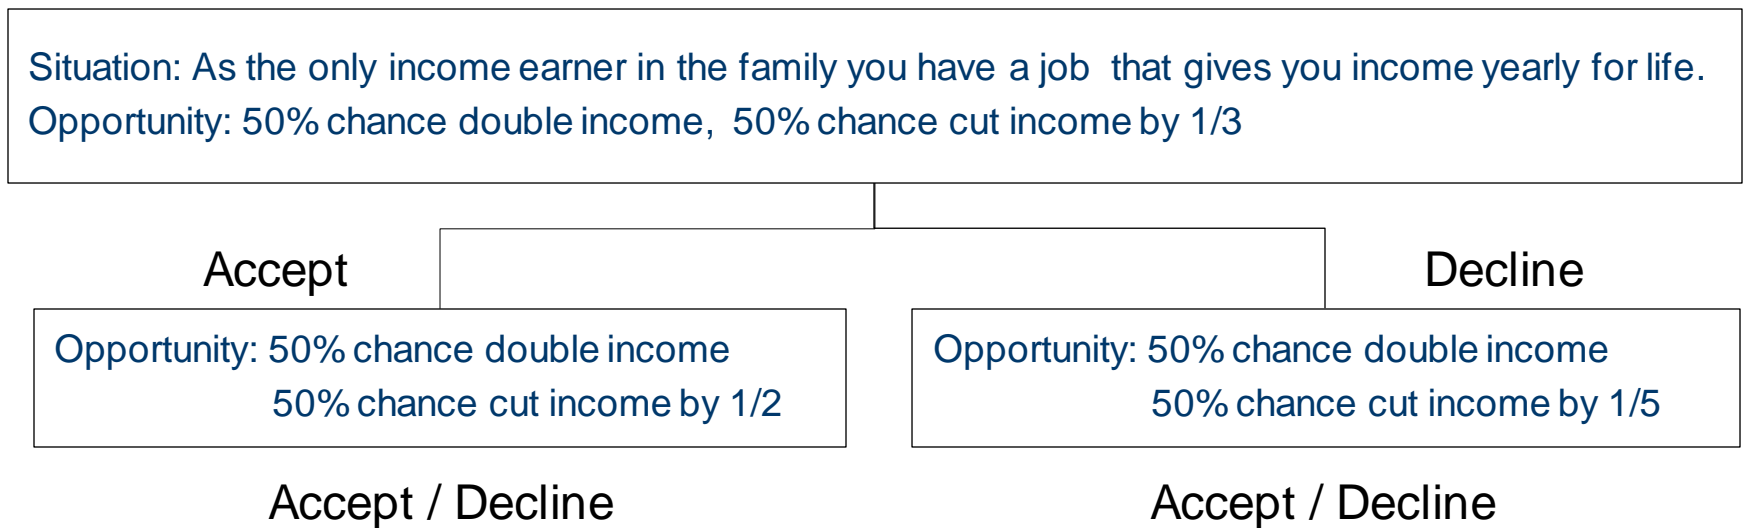 Situation: As the only income earner in the family you have a job that gives you income yearly for life.
Opportunity: 50% chance double income, 50% chance cut income by 1/3
Accept
Decline
Opportunity: 50% chance double income
50% chance cut income by 1/2
Opportunity: 50% chance double income
50% chance cut income by 1/5
Accept / Decline
Accept / Decline